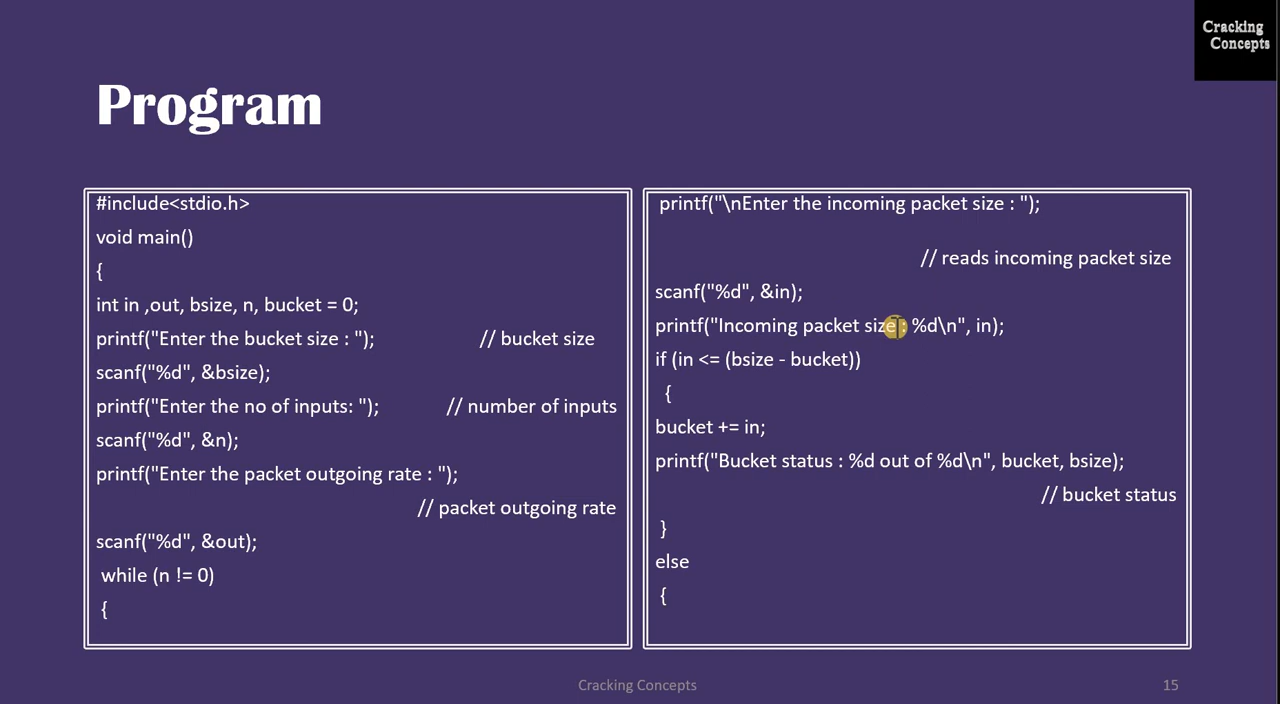 Cracking
Concepts
Program
#include<stdio.h>
void main()
{
int in ,out, bsize, n, bucket = 0;
printf("Enter the bucket size : "); // bucket size
scanf("%d", &bsize);
printf("Enter the no of inputs: "); // number of inputs
scanf("%d", &n);
printf("Enter the packet outgoing rate : ");
// packet outgoing rate
scanf("%d", &out);
while (n != 0)
{
printf("\nEnter the incoming packet size : ");
// reads incoming packet size
scanf("%d", &in);
printf("Incoming packet size : %d\n", in);
if (in <= (bsize - bucket))
{
bucket += in;
printf("Bucket status : %d out of %d\n", bucket, bsize);
// bucket status
}
else
{
Cracking Concepts
15